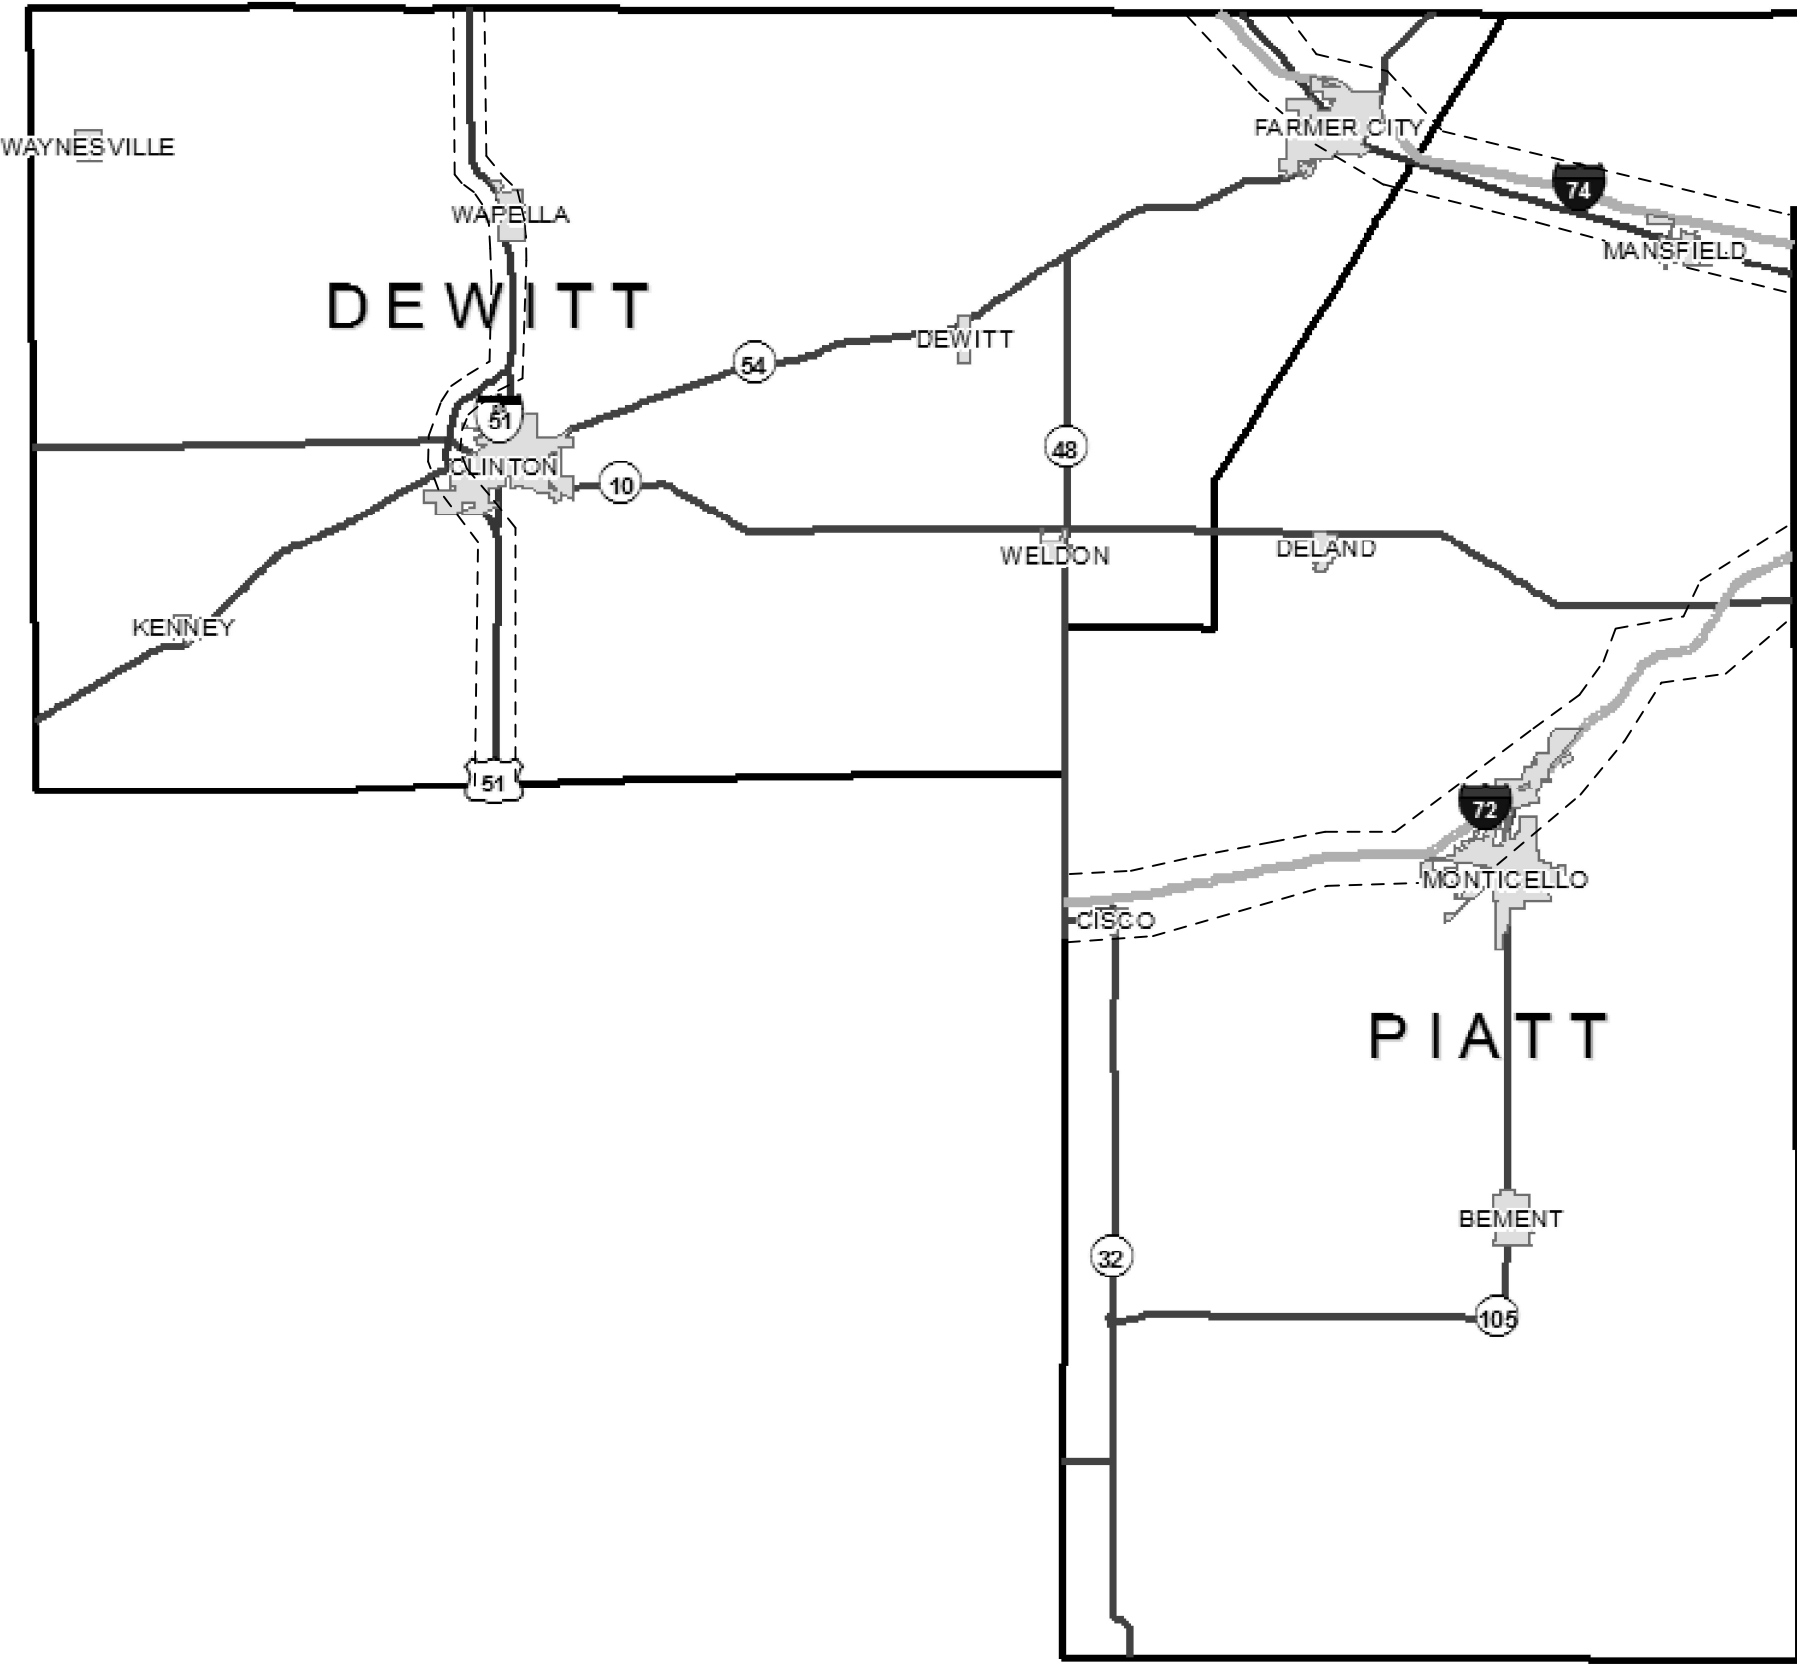 FARMER CITY
WAYNESVILLE
74
WAPELLA
MANSFIELD
DEWITT
DEWITT
54
51
48
CLINTON
10
WELDON
DELAND
KENNEY
51
72
MONTICELLO
CISCO
PIATT
BEMENT
32
105